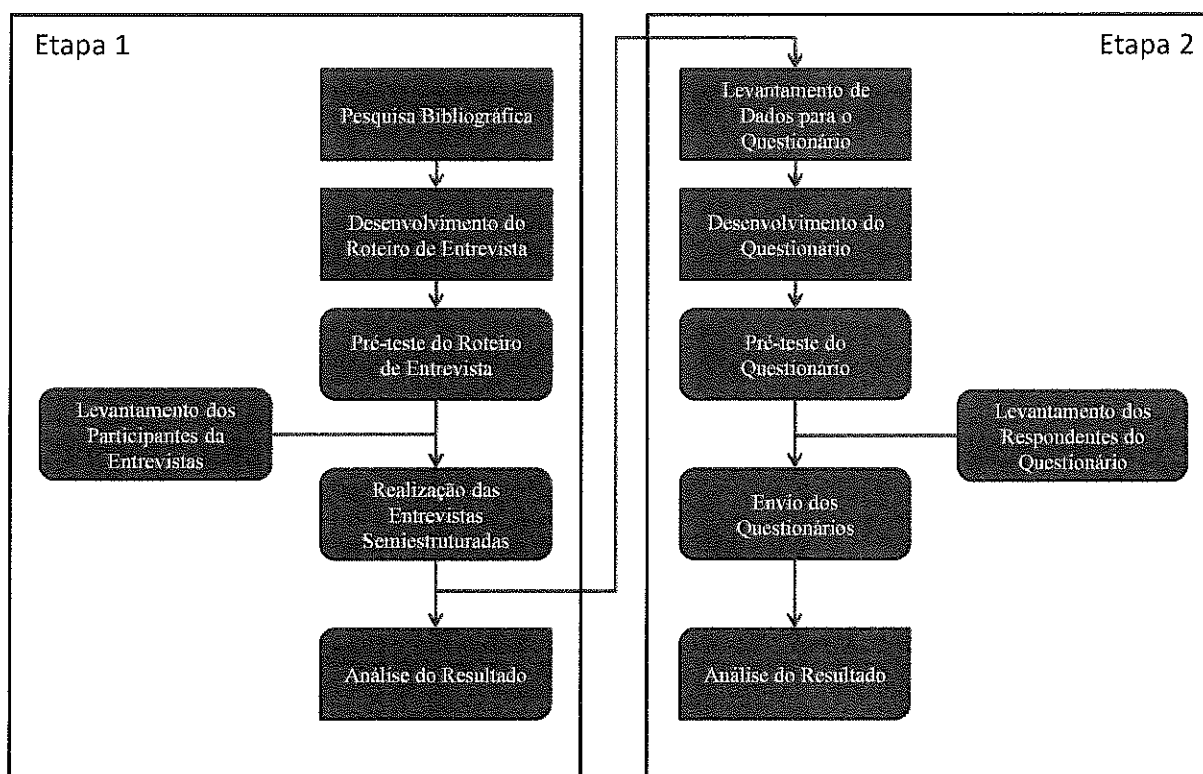 Etapa 1
Pesquisa Bibliográfica
Desenvolvimento do
Roteiro de Entrevista
Pré-teste do Roteiro
de Entrevista
Levantamento dos
Participantes da
Entrevistas
Realização das
Entrevistas
Semiestruturadas
Análise do Resultado
Etapa 2
Levantamento de
Dados para o
Questionário
Desenvolvimento do
Questionário
Pré-teste do
Questionário
Levantamento dos
Respondentes do
Questionário
Envio dos
Questionários
Análise do Resultado